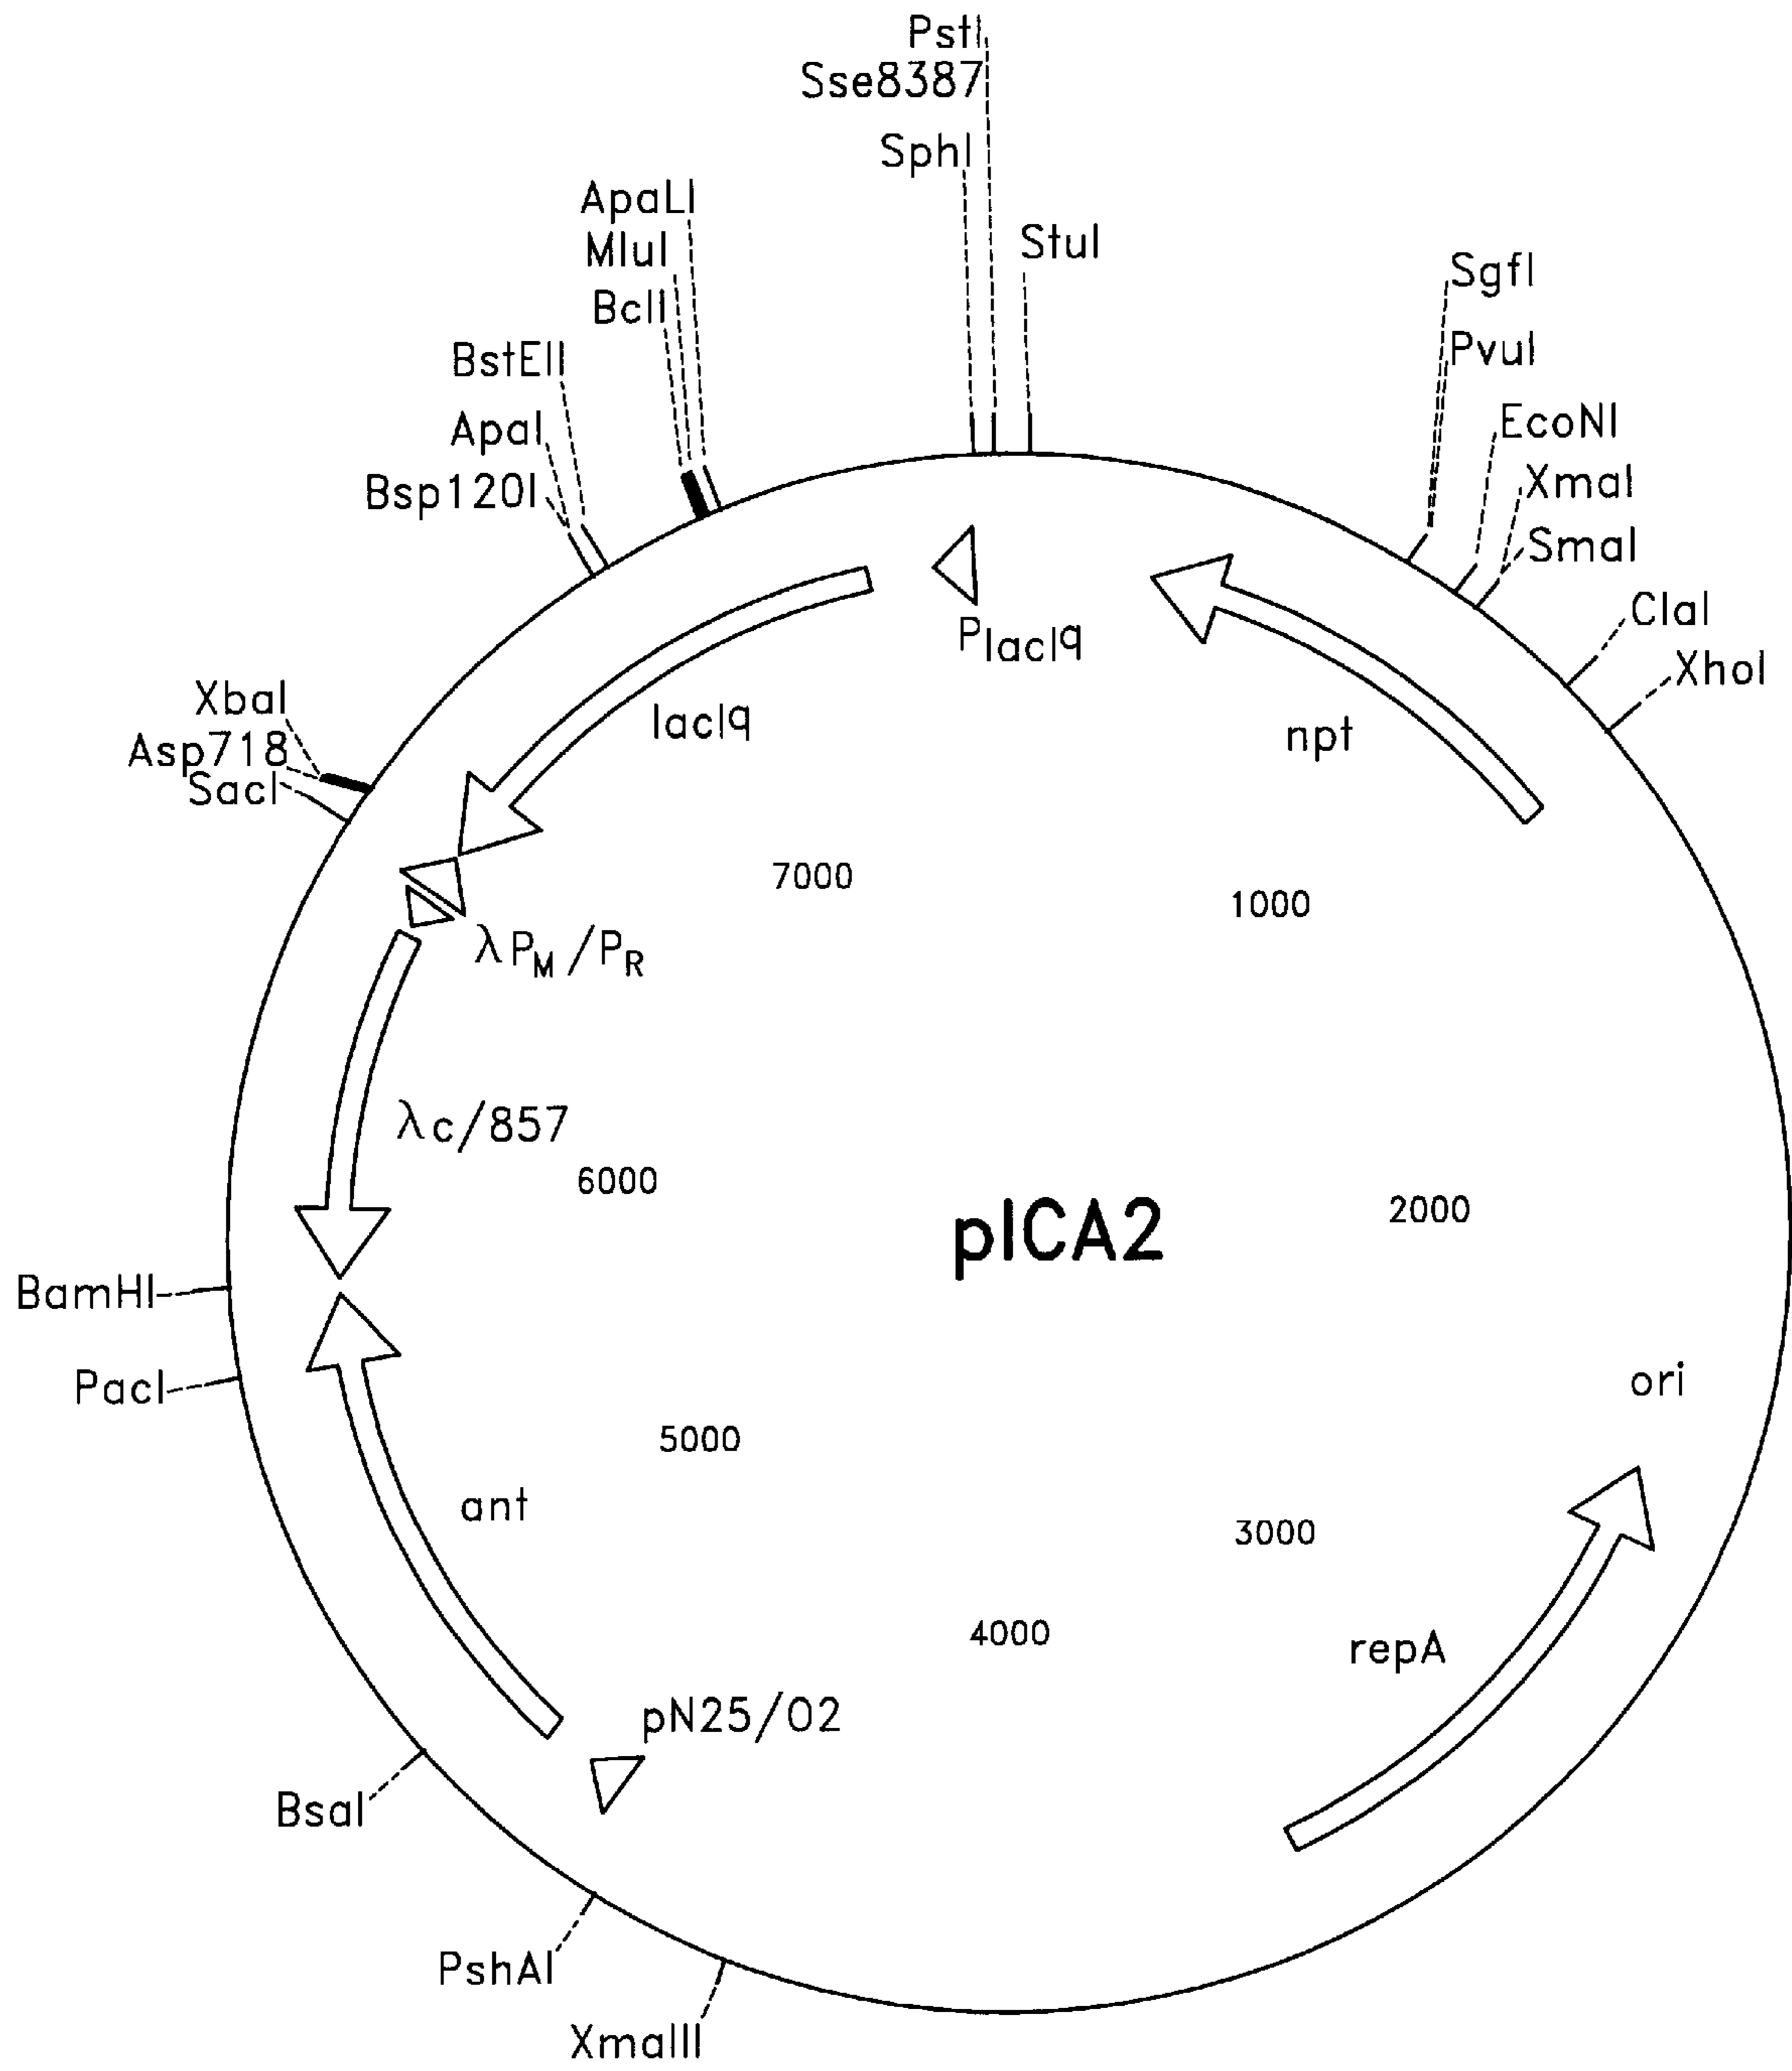 PstI
Sse8387
SphI
ApaLI
MluI
BclI
StuI
BstEII
ApaI
Bsp120I
SgfI
PvuI
EcoNI
XmaI
SmaI
ClaI
XhoI
PlacIq
lacIq
npt
XbaI
Asp718
SacI
7000
1000
λPM/PR
λc/857
6000
pICA2
2000
BamHI
PacI
ori
5000
ant
3000
4000
repA
pN25/O2
BsaI
PshAI
XmaIII